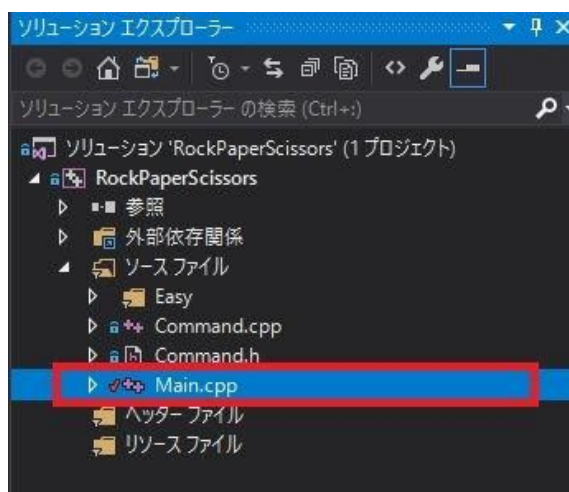 ソリューション エクスプローラー
ソリューション エクスプローラー の検索 (Ctrl+:)
ソリューション 'RockPaperScissors' (1 プロジェクト)
RockPaperScissors
参照
外部依存関係
ソース ファイル
Easy
Command.cpp
Command.h
Main.cpp
ヘッダー ファイル
リソース ファイル